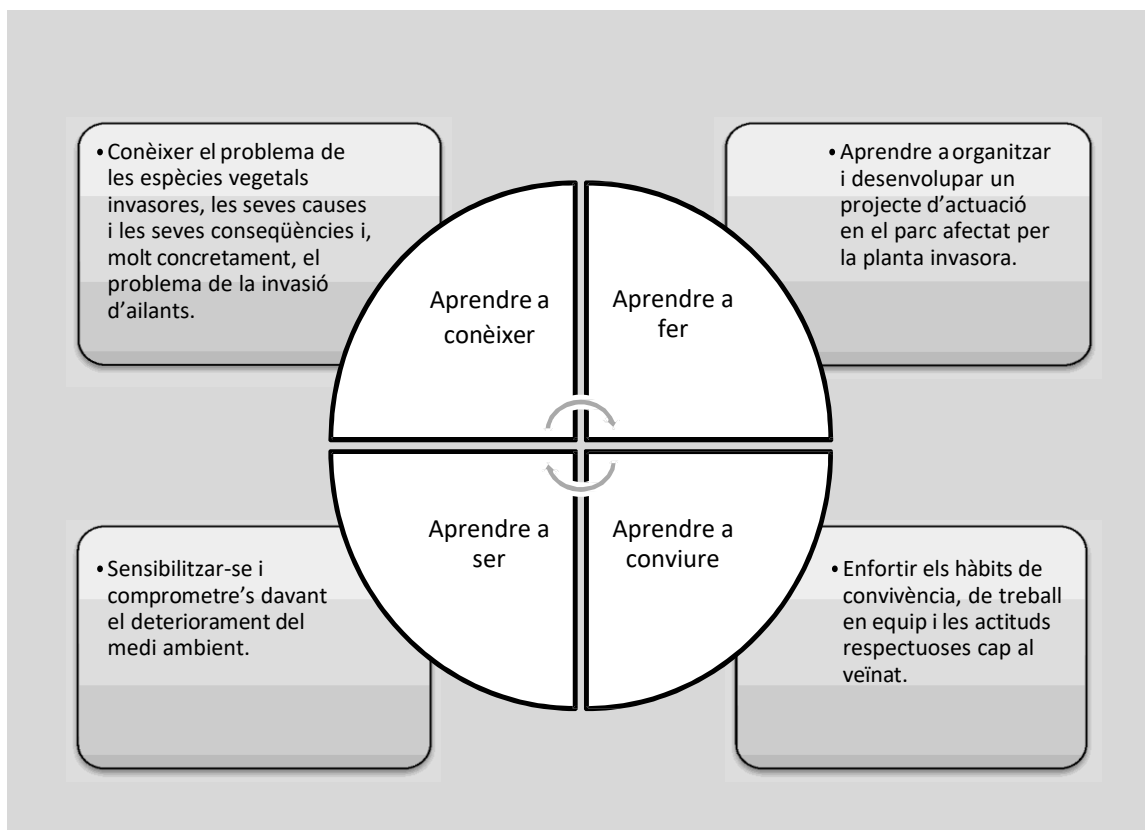 • Conèixer el problema de
les espècies vegetals
invasores, les seves causes
i les seves conseqüències i,
molt concretament, el
problema de la invasió
d’ailants.
• Aprendre a organitzar
i desenvolupar un
projecte d’actuació
en el parc afectat per
la planta invasora.
Aprendre a
conèixer
Aprendre a
fer
Aprendre a
ser
Aprendre a
conviure
• Sensibilitzar-se i
comprometre’s davant
el deteriorament del
medi ambient.
• Enfortir els hàbits de
convivència, de treball
en equip i les actituds
respectuoses cap al
veïnat.